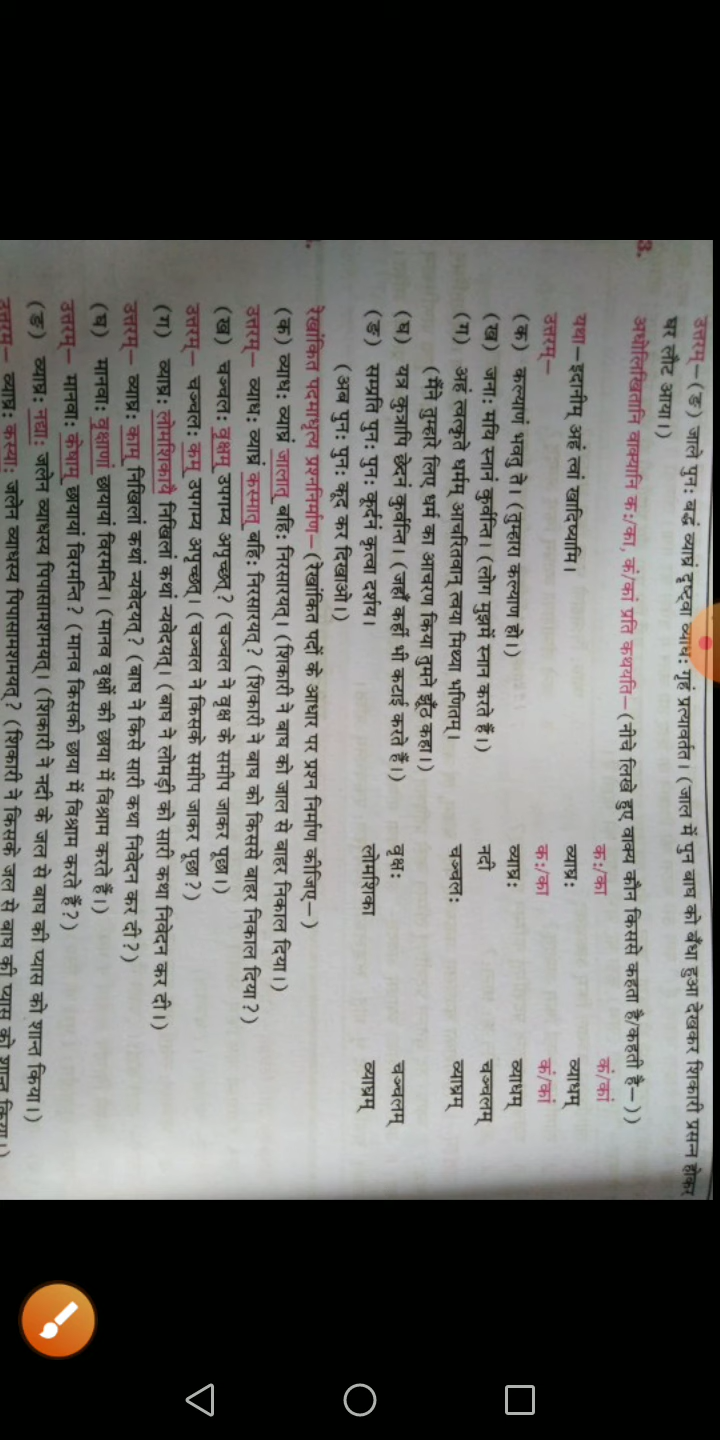 उत्तरम्– (ङ) जाले पुनः बद्धं व्याघ्रं दृष्ट्वा व्याधः गृहं प्रत्यावर्तत। (जाल में पुन बाघ को बँधा हुआ देखकर शिकारी प्रसन्न होकर
घर लौट आया।)
3. अधोलिखितानि वाक्यानि कः/का, कं/कां प्रति कथयति–(नीचे लिखे हुए वाक्य कौन किससे कहता है/कहती है–))
कः/का कं/कां
यथा–इदानीम् अहं त्वां खादिष्यामि। व्याघ्रः व्याधम्
उत्तरम्– कः/का कं/कां
(क) कल्याणं भवतु ते। (तुम्हारा कल्याण हो।) व्याघ्रः व्याधम्
(ख) जनाः मयि स्नानं कुर्वन्ति। (लोग मुझमें स्नान करते हैं।) नदी चञ्चलम्
(ग) अहं त्वत्कृते धर्मम् आचरितवान् त्वया मिथ्या भणितम्। चञ्चलः व्याघ्रम्
(मैंने तुम्हारे लिए धर्म का आचरण किया तुमने झूँट कहा।)
(घ) यत्र कुत्रापि छेदनं कुर्वन्ति। (जहाँ कहीं भी कटाई करते हैं।) वृक्षः चञ्चलम्
(ङ) सम्प्रति पुनः पुनः कूर्दनं कृत्वा दर्शय। लोमशिका व्याघ्रम्
(अब पुनः पुनः कूद कर दिखाओ।)
रेखांकित पदमाधृत्य प्रश्ननिर्माण–(रेखांकित पदों के आधार पर प्रश्न निर्माण कीजिए–)
(क) व्याधः व्याघ्रं जालात् बहिः निरसारयत्। (शिकारी ने बाघ को जाल से बाहर निकाल दिया।)
उत्तरम्– व्याधः व्याघ्रं कस्मात् बहिः निरसारयत्? (शिकारी ने बाघ को किससे बाहर निकाल दिया?)
(ख) चञ्चलः वृक्षम् उपगम्य अपृच्छत्? (चञ्चल ने वृक्ष के समीप जाकर पूछा।)
उत्तरम्– चञ्चलः कम् उपगम्य अपृच्छत्। (चञ्चल ने किसके समीप जाकर पूछा?)
(ग) व्याघ्रः लोमशिकायै निखिलां कथां न्यवेदयत्। (बाघ ने लोमड़ी को सारी कथा निवेदन कर दी।)
उत्तरम्– व्याघ्रः काम् निखिलां कथां न्यवेदयत्? (बाघ ने किसे सारी कथा निवेदन कर दी?)
(घ) मानवाः वृक्षाणां छायायां विरमन्ति। (मानव वृक्षों की छाया में विश्राम करते हैं।)
उत्तरम्– मानवाः केषाम् छायायां विरमन्ति? (मानव किसकी छाया में विश्राम करते हैं?)
(ङ) व्याघ्रः नद्याः जलेन व्याधस्य पिपासामशमयत्। (शिकारी ने नदी के जल से बाघ की प्यास को शान्त किया।)
उत्तरम्– व्याघ्रः कस्याः जलेन व्याधस्य पिपासामशमयत्? (शिकारी ने किसके जल से बाघ की प्यास को शान्त किया।)